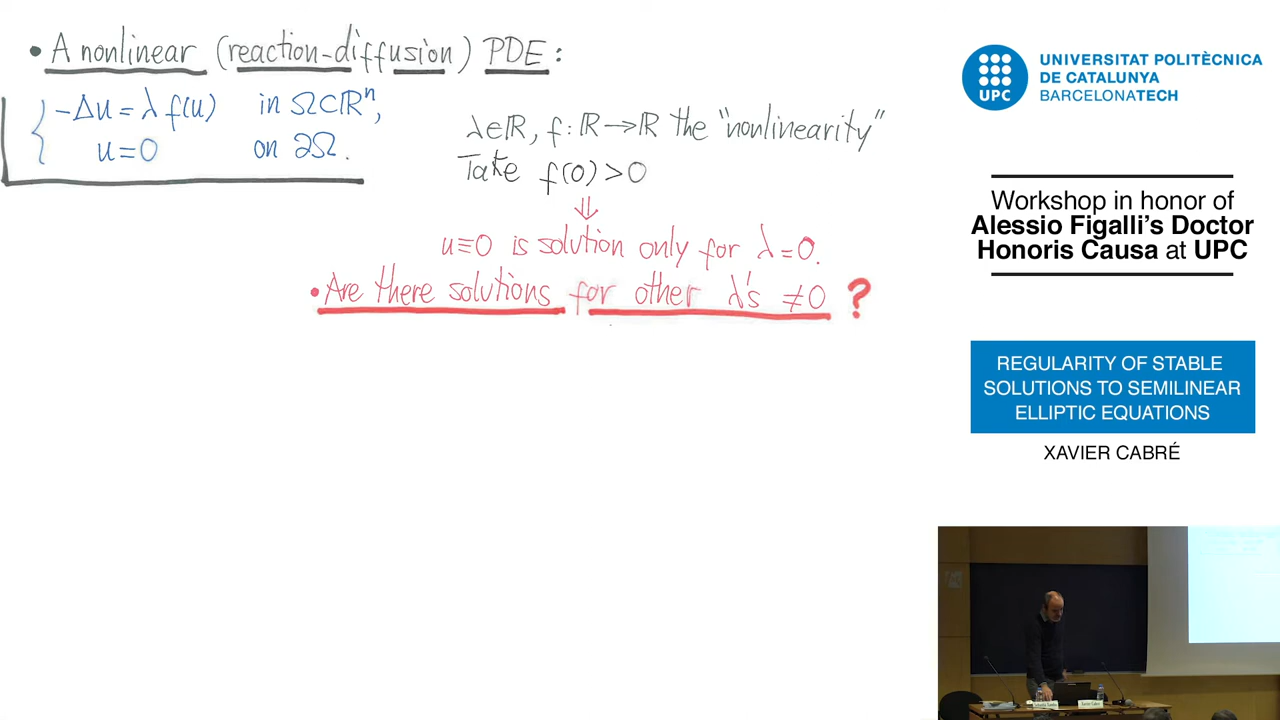 • A nonlinear (reaction-diffusion) PDE:
-Δu = λ f(u) in Ω⊂ℝⁿ,
u=0 on ∂Ω.
λ∈ℝ, f: ℝ→ℝ the "nonlinearity"
Take f(0)>0
⇓
u≡0 is solution only for λ=0.
• Are there solutions for other λ's ≠0 ?
UPC
UNIVERSITAT POLITÈCNICA
DE CATALUNYA
BARCELONATECH
Workshop in honor of
Alessio Figalli's Doctor
Honoris Causa at UPC
REGULARITY OF STABLE
SOLUTIONS TO SEMILINEAR
ELLIPTIC EQUATIONS
XAVIER CABRÉ